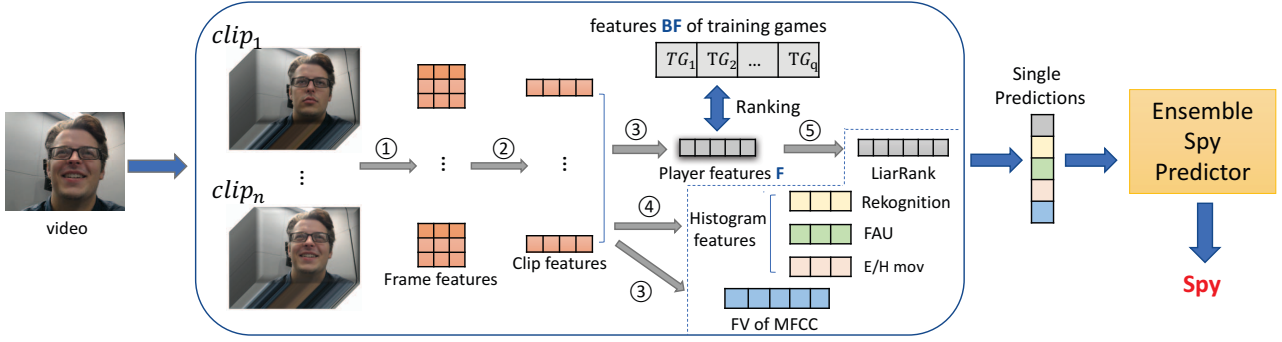 video
clip1
...
clipn
①
⋮
Frame features
②
⋮
Clip features
features BF of training games
TG1 TG2 ... TGq
Ranking
③
Player features F
⑤
LiarRank
④
Histogram
features
Rekognition
FAU
E/H mov
③
FV of MFCC
Single
Predictions
Ensemble
Spy
Predictor
Spy